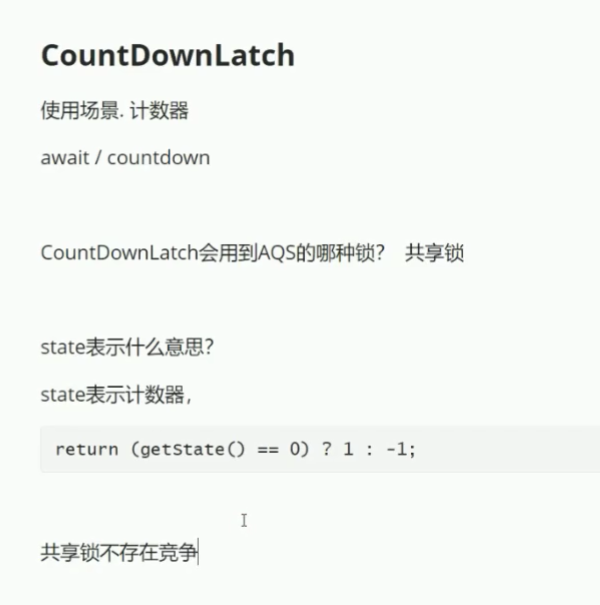 CountDownLatch
使用场景. 计数器
await / countdown
CountDownLatch会用到AQS的哪种锁？ 共享锁
state表示什么意思？
state表示计数器，
return (getState() == 0) ? 1 : -1;
共享锁不存在竞争